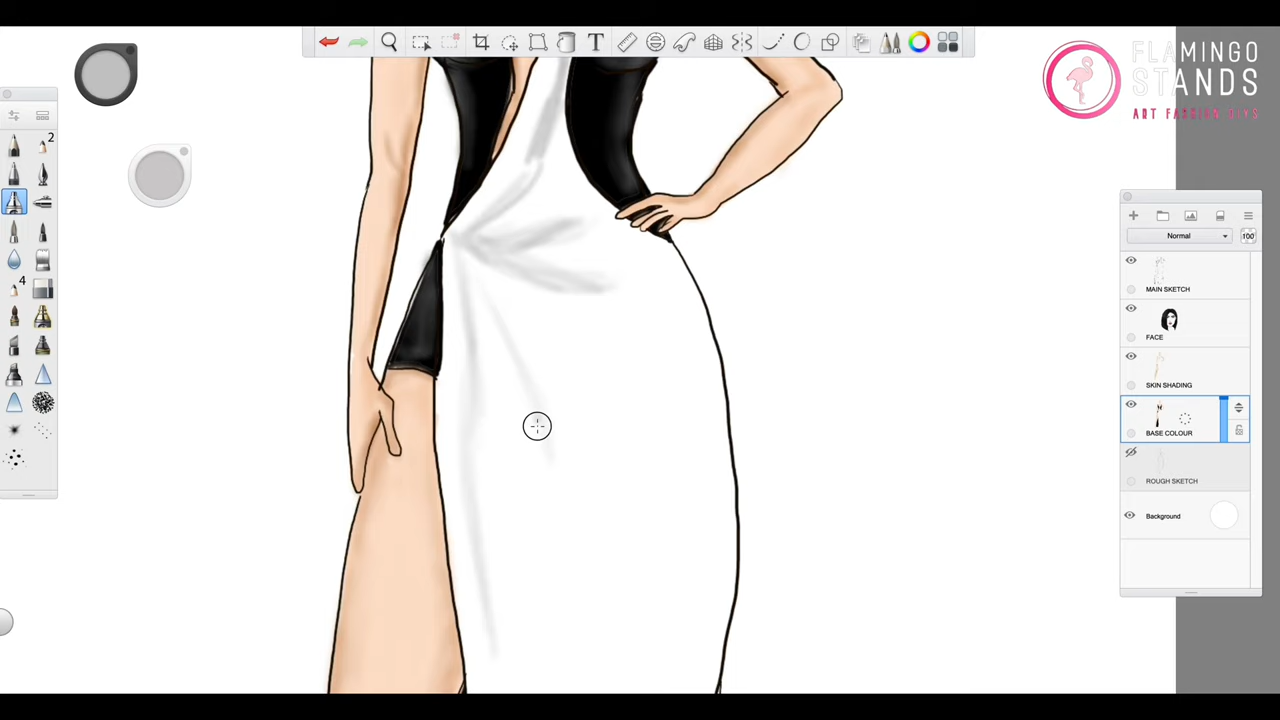 FLAMINGO
STANDS
ART FASHION DIYS
T
2
4
Normal
100
MAIN SKETCH
FACE
SKIN SHADING
BASE COLOUR
ROUGH SKETCH
Background